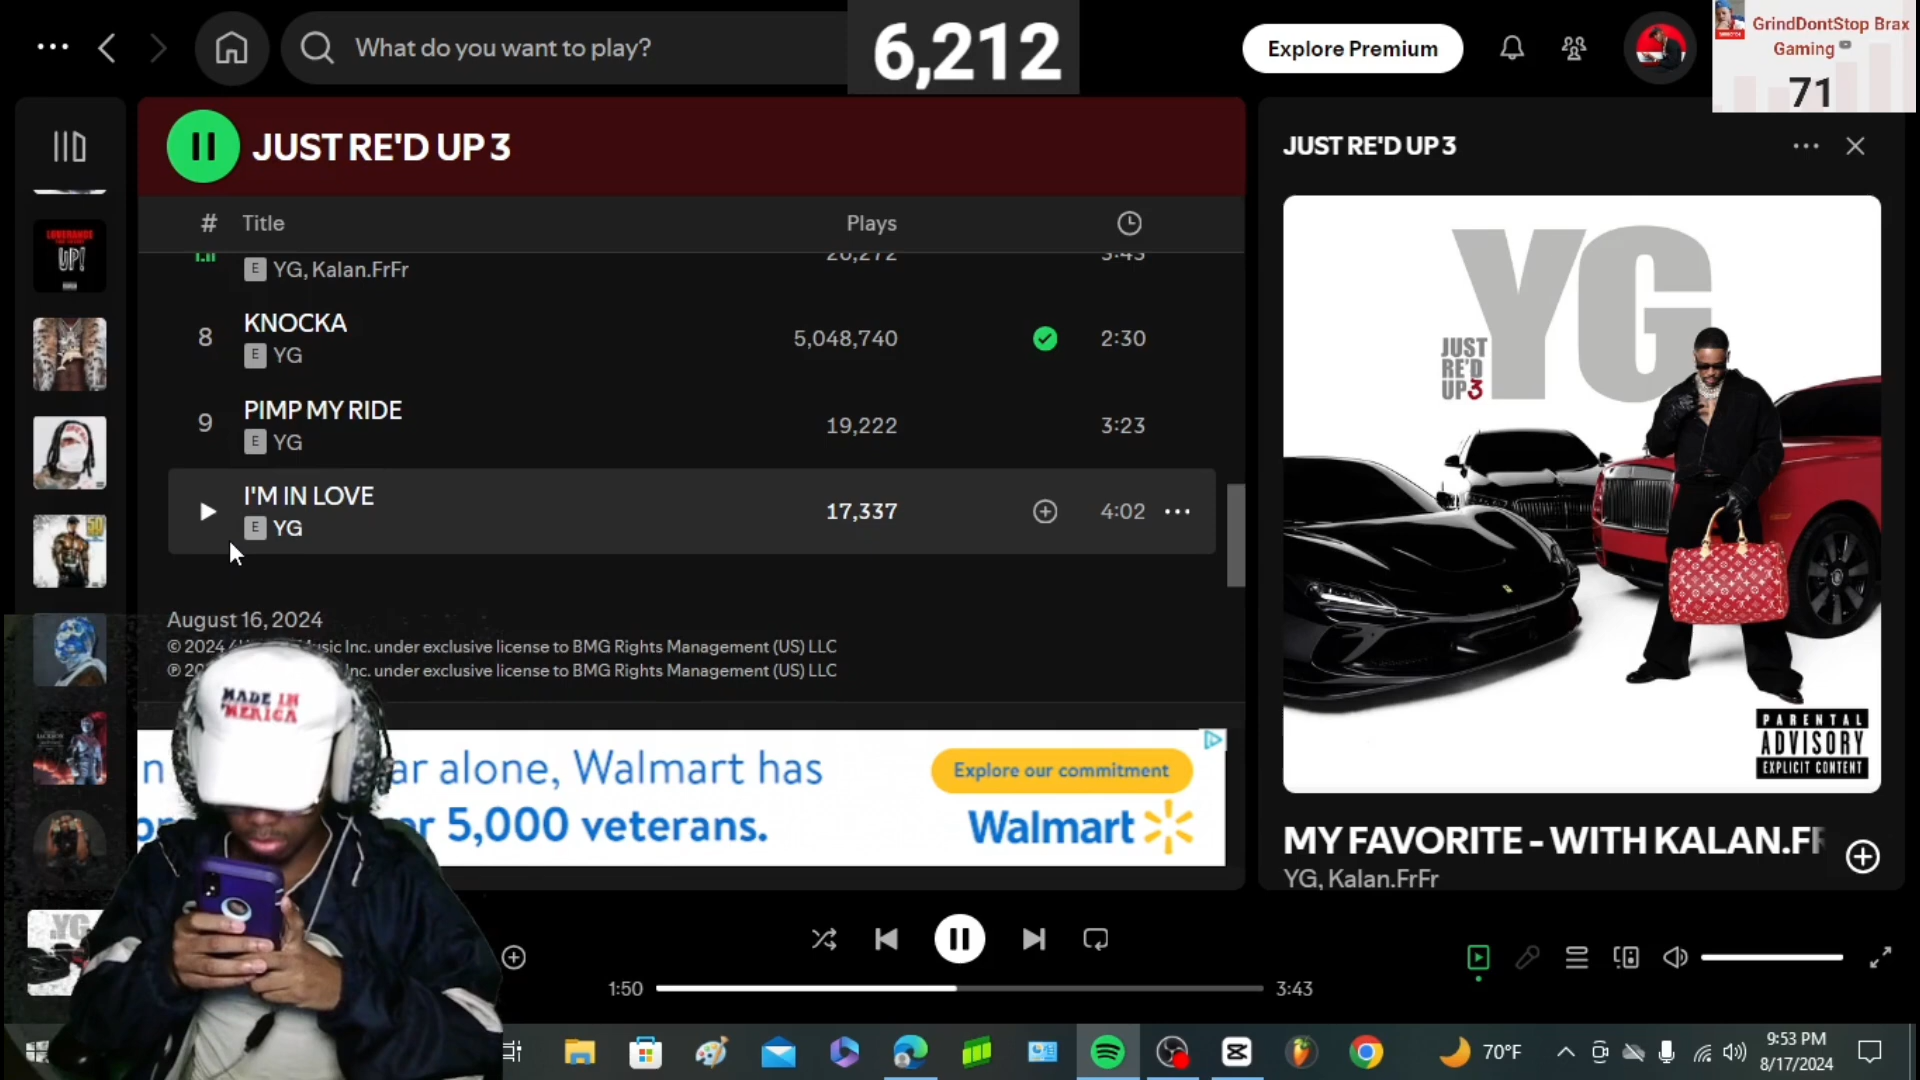 What do you want to play?
6,212
Explore Premium
GrindDontStop Brax
Gaming
71
JUST RE'D UP 3
# Title Plays
E YG, Kalan.FrFr
8 KNOCKA 5,048,740 2:30
E YG
9 PIMP MY RIDE 19,222 3:23
E YG
I'M IN LOVE 17,337 4:02
E YG
August 16, 2024
© 2024 Music Inc. under exclusive license to BMG Rights Management (US) LLC
under exclusive license to BMG Rights Management (US) LLC
alone, Walmart has
5,000 veterans.
Explore our commitment
Walmart
JUST RE'D UP 3
YG
JUST
RE'D
UP3
PARENTAL
ADVISORY
EXPLICIT CONTENT
MY FAVORITE - WITH KALAN.FR
YG, Kalan.FrFr
UP!
MADE IN
'MERICA
YG
1:50 3:43
70°F
9:53 PM
8/17/2024